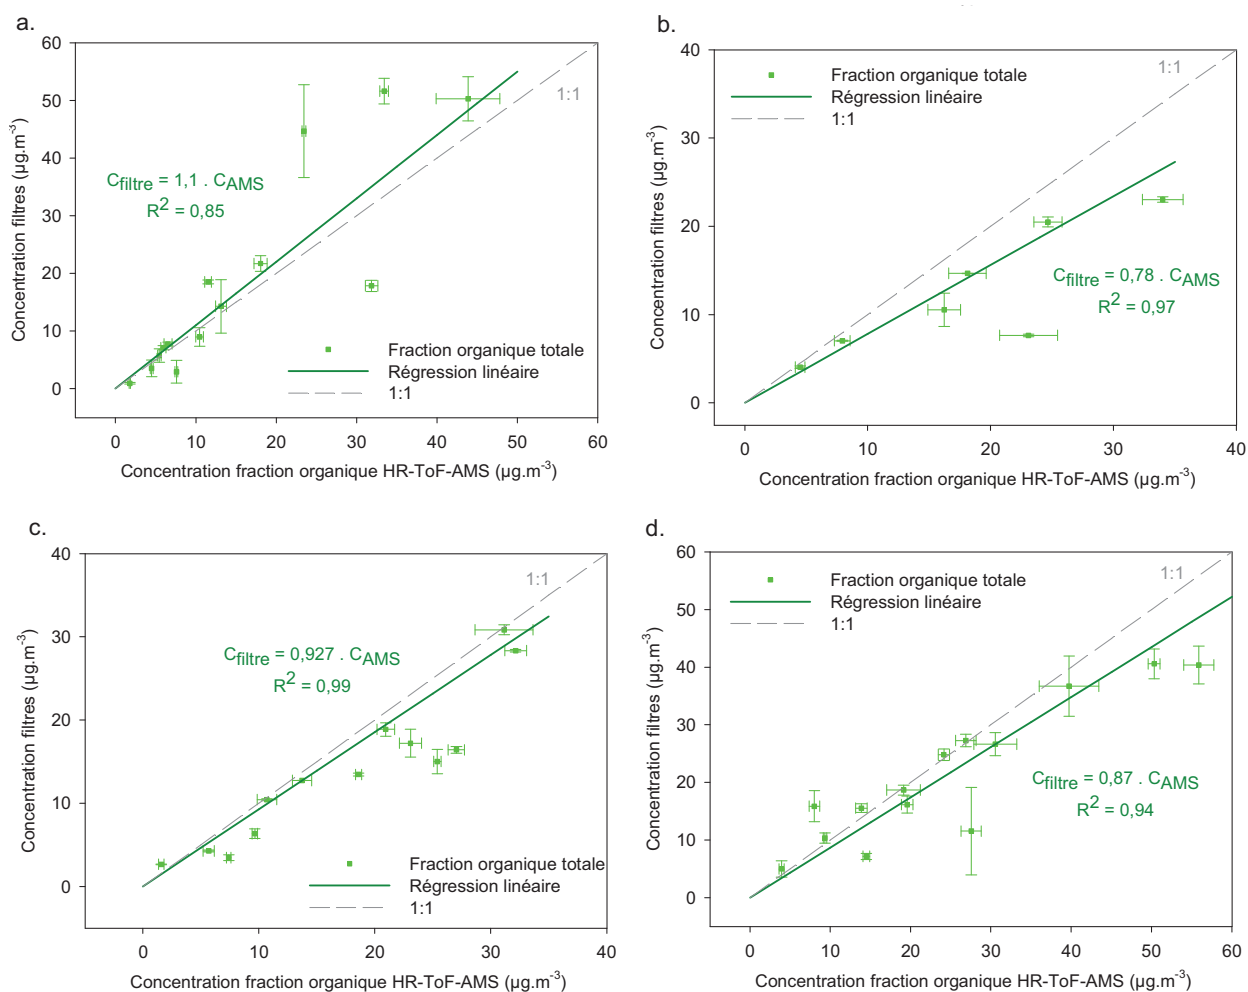 a.
60
50
40
30
20
10
0
Concentration filtres (µg.m-3)
1:1
Cfiltre = 1,1 . CAMS
R2 = 0,85
Fraction organique totale
Régression linéaire
1:1
0 10 20 30 40 50 60
Concentration fraction organique HR-ToF-AMS (µg.m-3)
b.
40
30
20
10
0
Concentration filtres (µg.m-3)
Fraction organique totale
Régression linéaire
1:1
1:1
Cfiltre = 0,78 . CAMS
R2 = 0,97
0 10 20 30 40
Concentration fraction organique HR-ToF-AMS (µg.m-3)
c.
40
30
20
10
0
Concentration filtres (µg.m-3)
1:1
Cfiltre = 0,927 . CAMS
R2 = 0,99
Fraction organique totale
Régression linéaire
1:1
0 10 20 30 40
Concentration fraction organique HR-ToF-AMS (µg.m-3)
d.
60
50
40
30
20
10
0
Concentration filtres (µg.m-3)
Fraction organique totale
Régression linéaire
1:1
1:1
Cfiltre = 0,87 . CAMS
R2 = 0,94
0 10 20 30 40 50 60
Concentration fraction organique HR-ToF-AMS (µg.m-3)